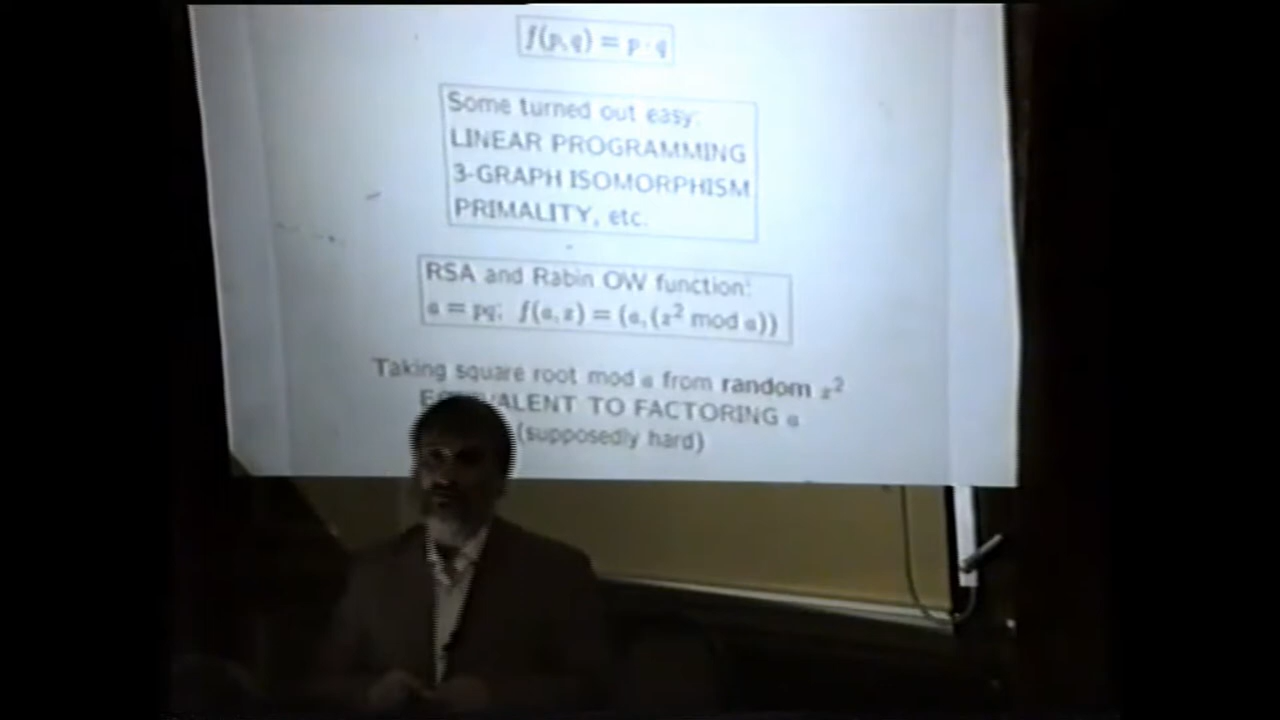 f(p,q) = p · q
Some turned out easy:
LINEAR PROGRAMMING
3-GRAPH ISOMORPHISM
PRIMALITY, etc.
RSA and Rabin OW function:
a = pq; f(a, x) = (a, (x² mod a))
Taking square root mod a from random x²
TO FACTORING a
(supposedly hard)